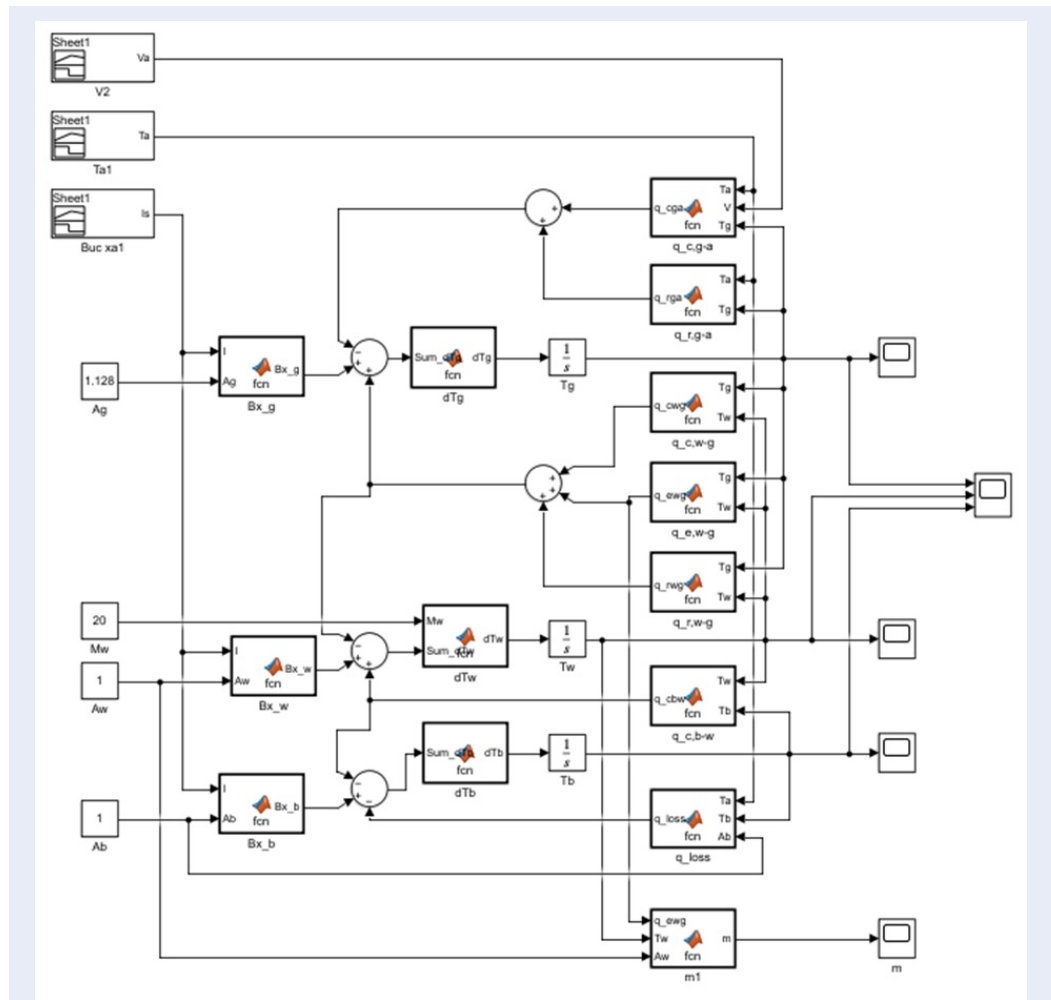 Sheet1
Va
V2
Sheet1
Ta
Ta1
Sheet1
Is
Buc xa1
Ta
V
Tg
q_cga
fcn
q_c,g-a
Ta
Tg
q_rga
fcn
q_r,g-a
1.128
Ag
I
Ag
Bx_g
fcn
Bx_g
Sum_dTg
dTg
fcn
dTg
1
s
Tg
Tg
Tw
q_cwg
fcn
q_c,w-g
Tg
Tw
q_ewg
fcn
q_e,w-g
Tg
Tw
q_rwg
fcn
q_r,w-g
20
Mw
1
Aw
I
Aw
Bx_w
fcn
Bx_w
Mw
Sum_dTw
dTw
fcn
dTw
1
s
Tw
Tw
Tb
q_cbw
fcn
q_c,b-w
1
Ab
I
Ab
Bx_b
fcn
Bx_b
Sum_dTb
dTb
fcn
dTb
1
s
Tb
Ta
Tb
Ab
q_loss
fcn
q_loss
q_ewg
Tw
Aw
m
fcn
m1
m